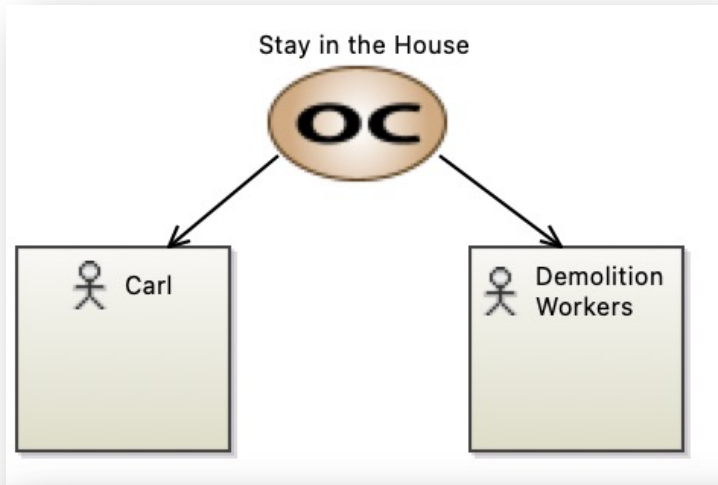 Stay in the House
OC
Carl
Demolition
Workers